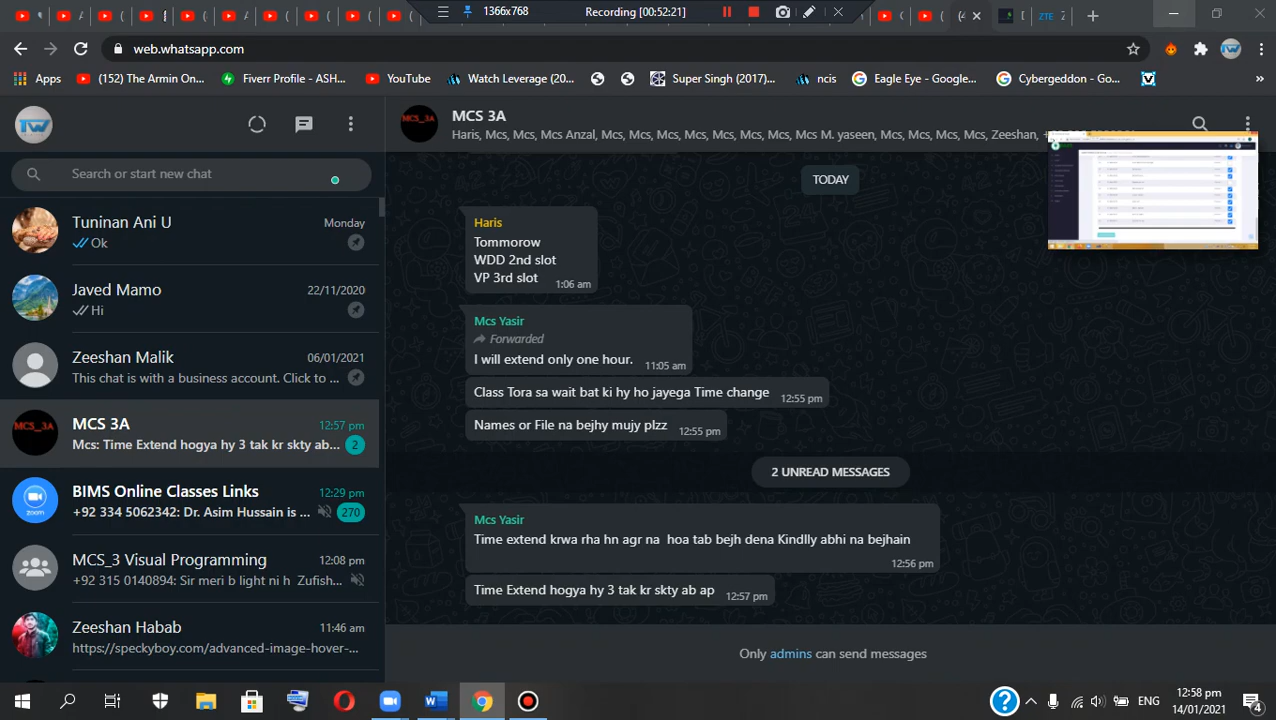 1366x768
Recording [00:52:21]
ZTE
web.whatsapp.com
Apps
(152) The Armin On...
Fiverr Profile - ASH...
YouTube
Watch Leverage (200...
Super Singh (2017)...
ncis
Eagle Eye - Google...
Cybergeddon - Go...
»
TW
MCS_3A
MCS 3A
Haris, Mcs, Mcs, Mcs Anzal, Mcs, Mcs, Mcs, Mcs, Mcs, Mcs, Mcs M. yaseen, Mcs, Mcs, Mcs, Zeeshan,
Search or start new chat
Tuninan Ani U
Monday
Ok
Javed Mamo
22/11/2020
Hi
Zeeshan Malik
06/01/2021
This chat is with a business account. Click to ...
MCS_3A
MCS 3A
12:57 pm
Mcs: Time Extend hogya hy 3 tak kr skty ab...
2
zoom
BIMS Online Classes Links
12:29 pm
+92 334 5062342: Dr. Asim Hussain is ...
270
MCS_3 Visual Programming
12:08 pm
+92 315 0140894: Sir meri b light ni h Zufish...
Zeeshan Habab
11:46 am
https://speckyboy.com/advanced-image-hover-...
Haris
Tommorow
WDD 2nd slot
VP 3rd slot
1:06 am
Mcs Yasir
Forwarded
I will extend only one hour.
11:05 am
Class Tora sa wait bat ki hy ho jayega Time change
12:55 pm
Names or File na bejhy mujy plzz
12:55 pm
2 UNREAD MESSAGES
Mcs Yasir
Time extend krwa rha hn agr na hoa tab bejh dena Kindlly abhi na bejhain
12:56 pm
Time Extend hogya hy 3 tak kr skty ab ap
12:57 pm
Only admins can send messages
ENG
12:58 pm
14/01/2021
4